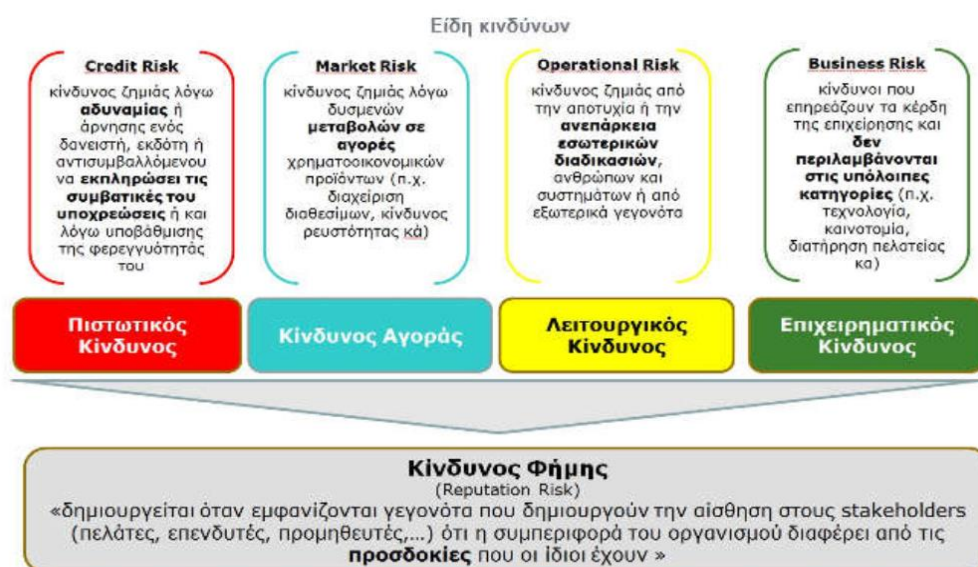 Είδη κινδύνων
Credit Risk
κίνδυνος ζημιάς λόγω
αδυναμίας ή
άρνησης ενός
δανειστή, εκδότη ή
αντισυμβαλλόμενου
να εκπληρώσει τις
συμβατικές του
υποχρεώσεις ή και
λόγω υποβάθμισης
της φερεγγυότητάς
του
Market Risk
κίνδυνος ζημιάς λόγω
δυσμενών
μεταβολών σε
αγορές
χρηματοοικονομικών
προϊόντων (π.χ.
διαχείριση
διαθεσίμων, κίνδυνος
ρευστότητας κά)
Operational Risk
κίνδυνος ζημιάς από
την αποτυχία ή την
ανεπάρκεια
εσωτερικών
διαδικασιών,
ανθρώπων και
συστημάτων ή από
εξωτερικά γεγονότα
Business Risk
κίνδυνοι που
επηρεάζουν τα κέρδη
της επιχείρησης και
δεν
περιλαμβάνονται
στις υπόλοιπες
κατηγορίες (π.χ.
τεχνολογία,
καινοτομία,
διατήρηση πελατείας
κα)
Πιστωτικός
Κίνδυνος
Κίνδυνος Αγοράς
Λειτουργικός
Κίνδυνος
Επιχειρηματικός
Κίνδυνος
Κίνδυνος Φήμης
(Reputation Risk)
«δημιουργείται όταν εμφανίζονται γεγονότα που δημιουργούν την αίσθηση στους stakeholders
(πελάτες, επενδυτές, προμηθευτές,...) ότι η συμπεριφορά του οργανισμού διαφέρει από τις
προσδοκίες που οι ίδιοι έχουν »